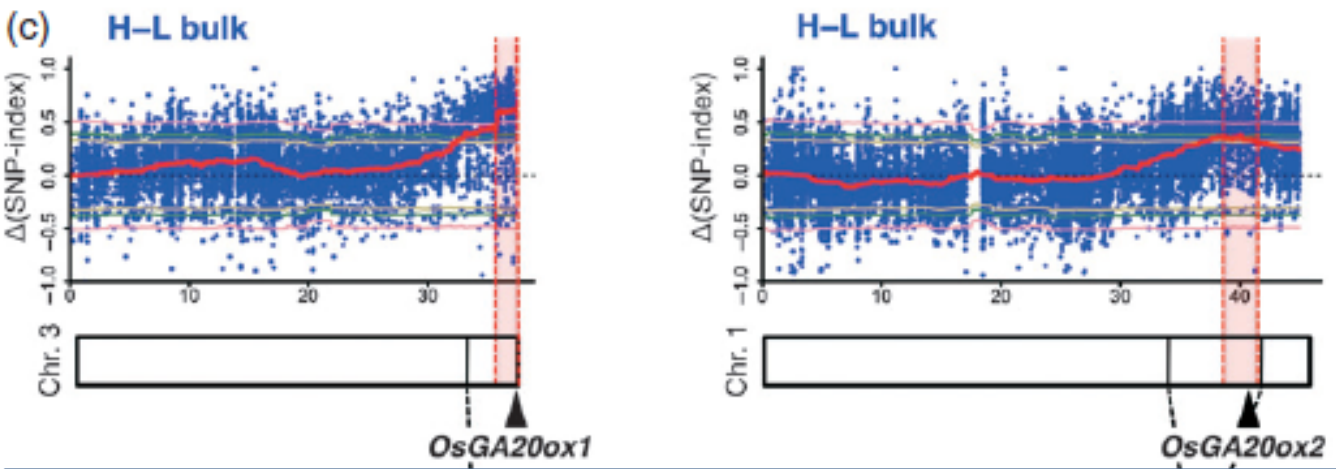 (c) H–L bulk
Δ(SNP-index)
1.0
0.5
0.0
−0.5
−1.0
0 10 20 30
Chr. 3
OsGA20ox1
H–L bulk
Δ(SNP-index)
1.0
0.5
0.0
−0.5
−1.0
0 10 20 30 40
Chr. 1
OsGA20ox2